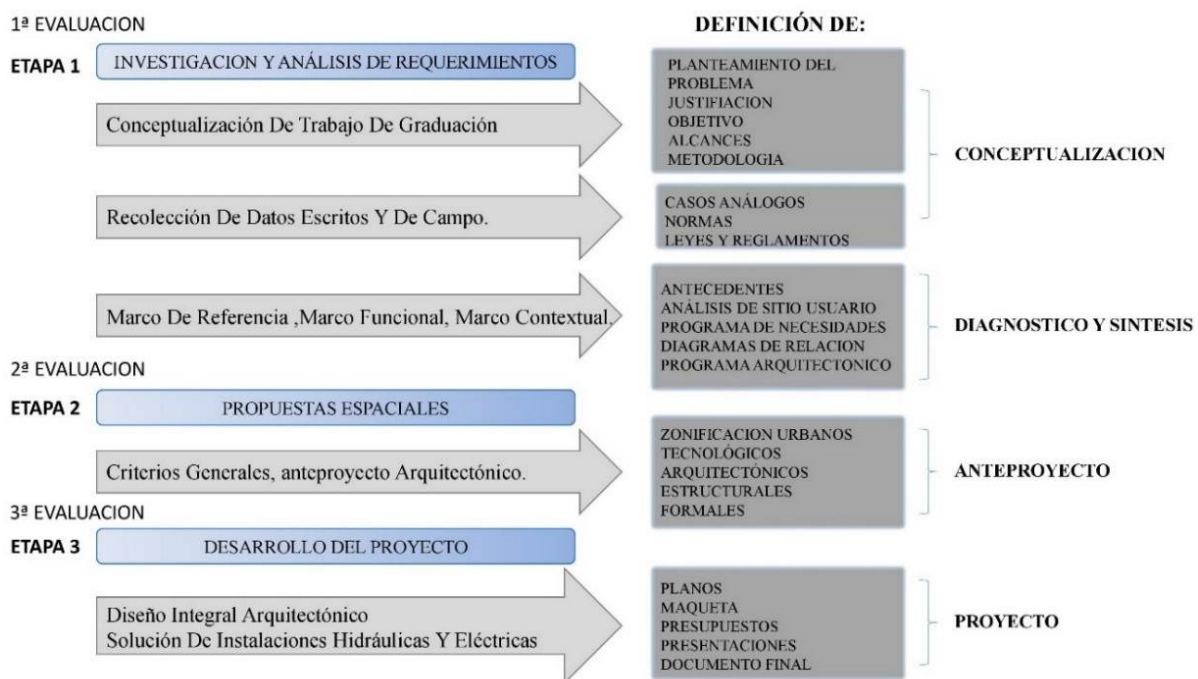 1ª EVALUACION
DEFINICIÓN DE:
ETAPA 1
INVESTIGACION Y ANÁLISIS DE REQUERIMIENTOS
Conceptualización De Trabajo De Graduación
PLANTEAMIENTO DEL
PROBLEMA
JUSTIFIACION
OBJETIVO
ALCANCES
METODOLOGIA
CONCEPTUALIZACION
Recolección De Datos Escritos Y De Campo.
CASOS ANÁLOGOS
NORMAS
LEYES Y REGLAMENTOS
Marco De Referencia ,Marco Funcional, Marco Contextual.
ANTECEDENTES
ANÁLISIS DE SITIO USUARIO
PROGRAMA DE NECESIDADES
DIAGRAMAS DE RELACION
PROGRAMA ARQUITECTONICO
DIAGNOSTICO Y SINTESIS
2ª EVALUACION
ETAPA 2
PROPUESTAS ESPACIALES
Criterios Generales, anteproyecto Arquitectónico.
ZONIFICACION URBANOS
TECNOLÓGICOS
ARQUITECTÓNICOS
ESTRUCTURALES
FORMALES
ANTEPROYECTO
3ª EVALUACION
ETAPA 3
DESARROLLO DEL PROYECTO
Diseño Integral Arquitectónico
Solución De Instalaciones Hidráulicas Y Eléctricas
PLANOS
MAQUETA
PRESUPUESTOS
PRESENTACIONES
DOCUMENTO FINAL
PROYECTO